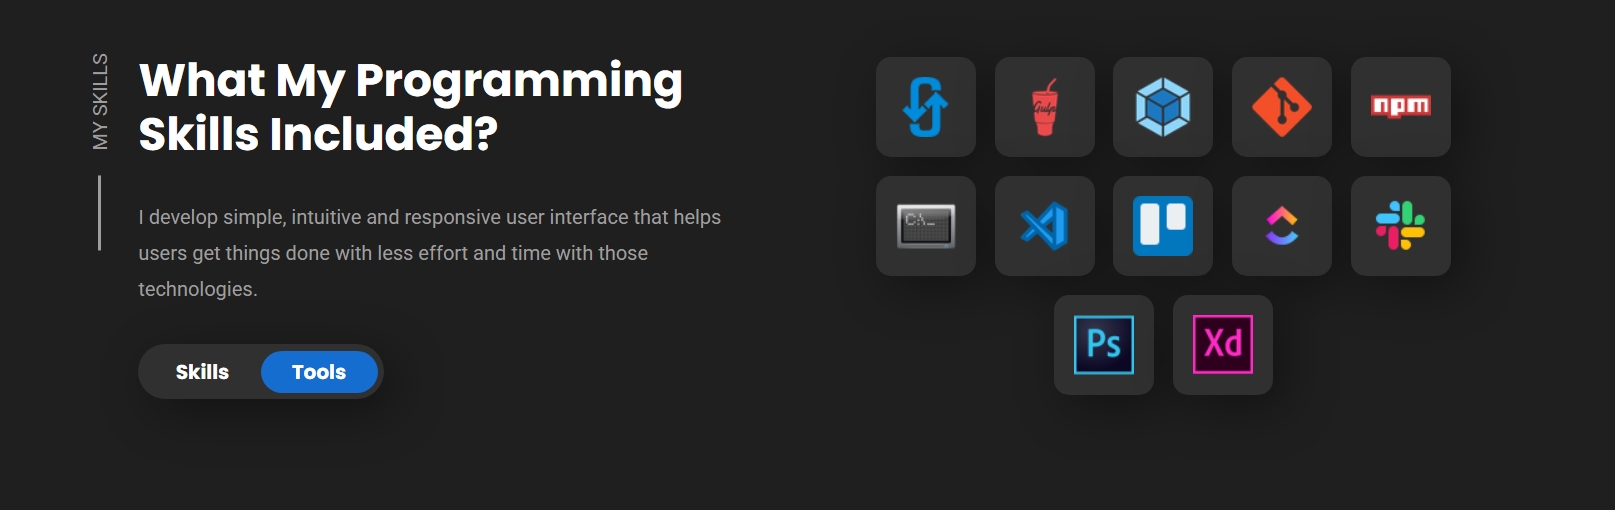 MY SKILLS
What My Programming
Skills Included?
I develop simple, intuitive and responsive user interface that helps
users get things done with less effort and time with those
technologies.
Skills
Tools
Gulp
npm
C:\_
Ps
Xd